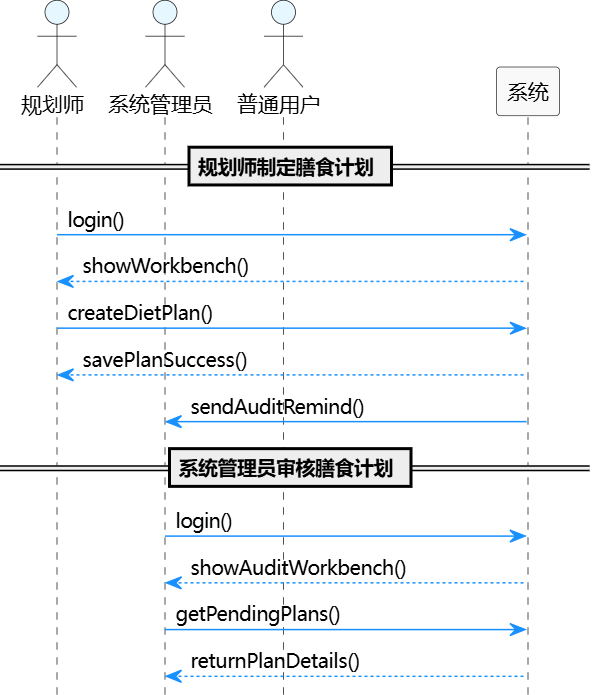 规划师
系统管理员
普通用户
系统
规划师制定膳食计划
login()
showWorkbench()
createDietPlan()
savePlanSuccess()
sendAuditRemind()
系统管理员审核膳食计划
login()
showAuditWorkbench()
getPendingPlans()
returnPlanDetails()